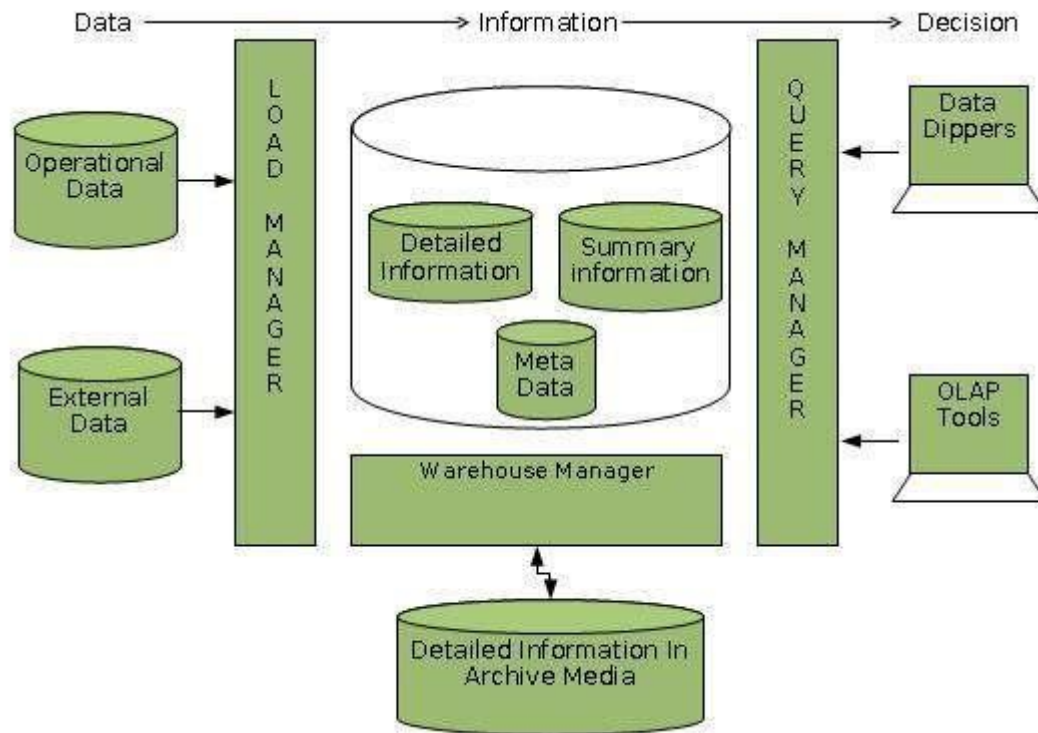 Data
Information
Decision
LOAD MANAGER
QUERY MANAGER
Operational
Data
External
Data
Detailed
Information
Summary
information
Meta
Data
Warehouse Manager
Detailed Information In
Archive Media
Data
Dippers
OLAP
Tools